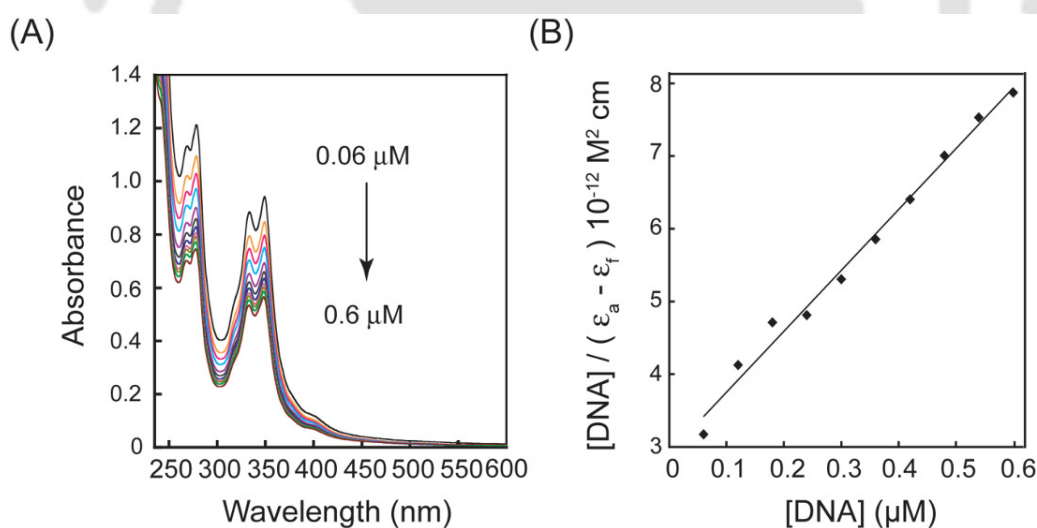 (A)
(B)
1.4
1.2
1.0
0.8
0.6
0.4
0.2
0
Absorbance
0.06 μM
0.6 μM
250 300 350 400 450 500 550 600
Wavelength (nm)
[DNA] / ( εa – εf ) 10-12 M2 cm
8
7
6
5
4
3
0 0.1 0.2 0.3 0.4 0.5 0.6
[DNA] (μM)